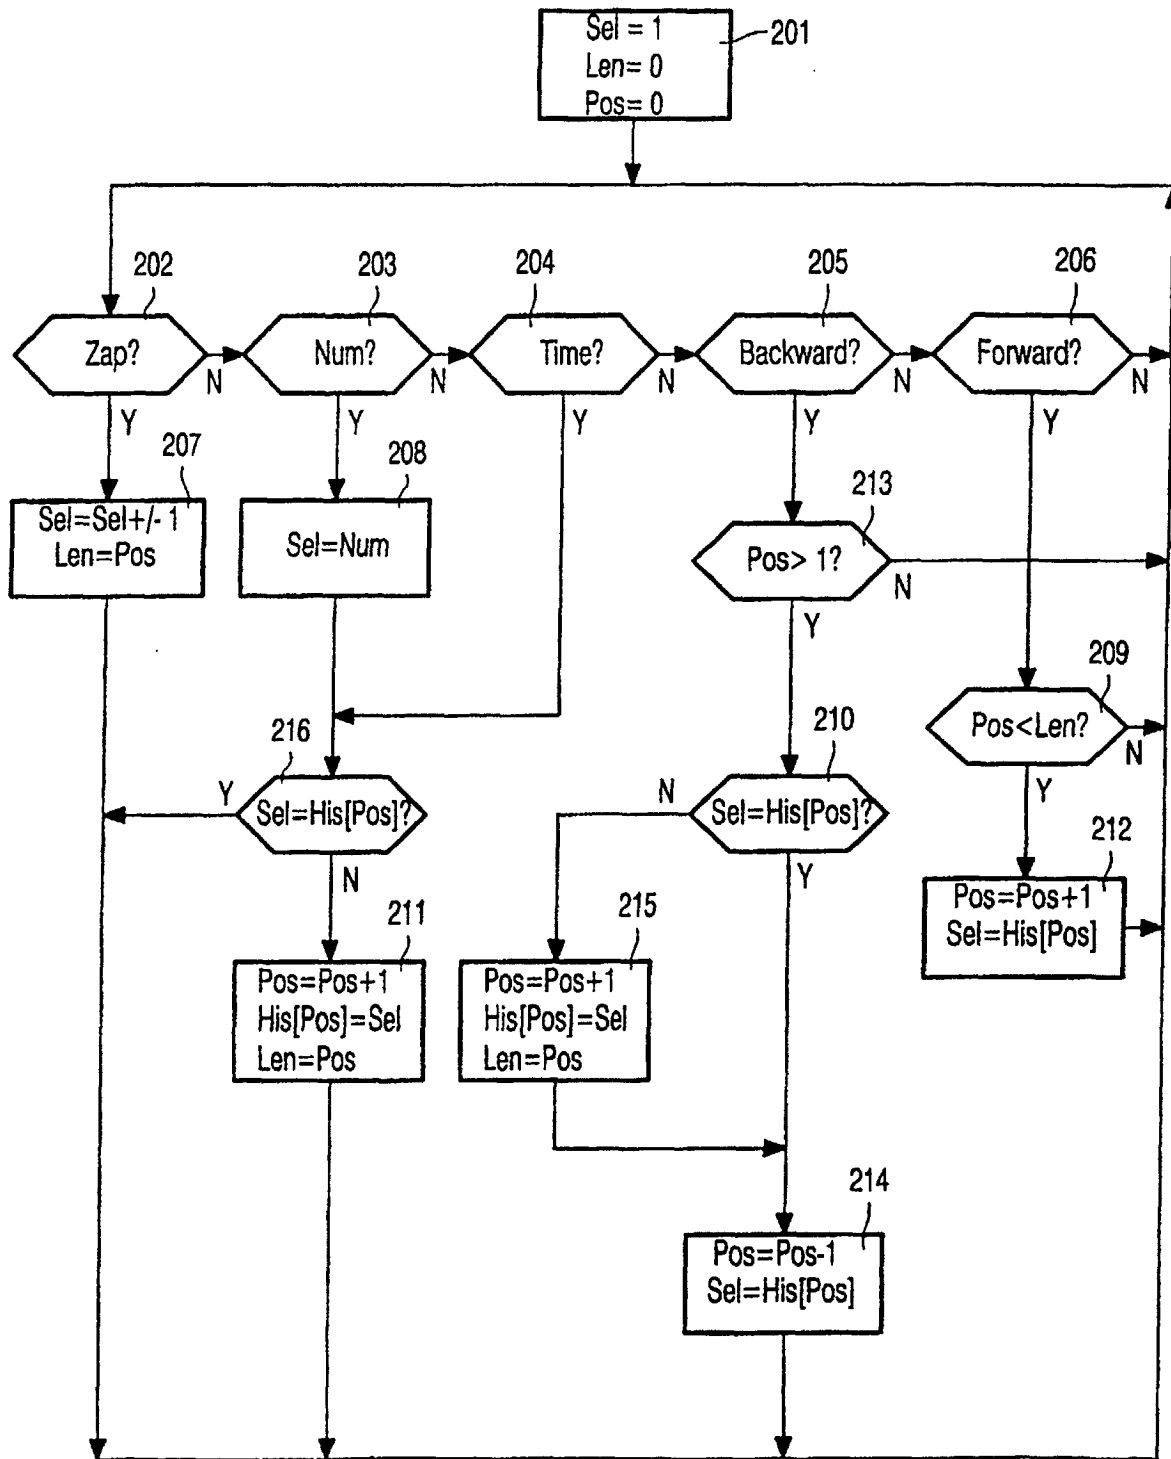 Sel = 1
Len= 0
Pos= 0
201
202
203
204
205
206
Zap?
Num?
Time?
Backward?
Forward?
N
N
N
N
N
Y
Y
Y
Y
Y
207
208
213
Sel=Sel+/- 1
Len=Pos
Sel=Num
Pos> 1?
N
Y
209
Pos<Len?
N
Y
216
210
Y
Sel=His[Pos]?
N
N
Sel=His[Pos]?
Y
212
Pos=Pos+1
Sel=His[Pos]
211
215
Pos=Pos+1
His[Pos]=Sel
Len=Pos
Pos=Pos+1
His[Pos]=Sel
Len=Pos
214
Pos=Pos-1
Sel=His[Pos]